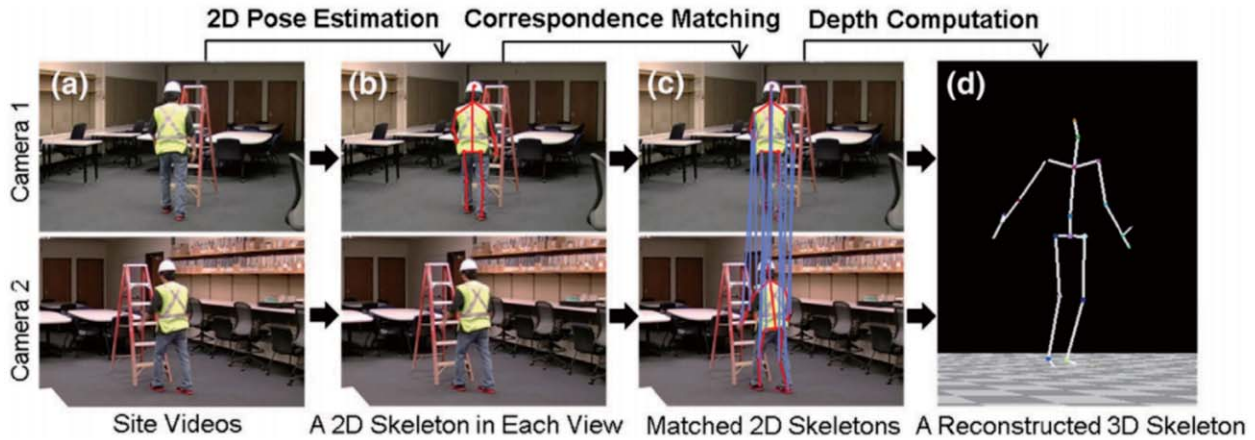 2D Pose Estimation Correspondence Matching Depth Computation
(a) (b) (c) (d)
Camera 1
Camera 2
Site Videos A 2D Skeleton in Each View Matched 2D Skeletons A Reconstructed 3D Skeleton